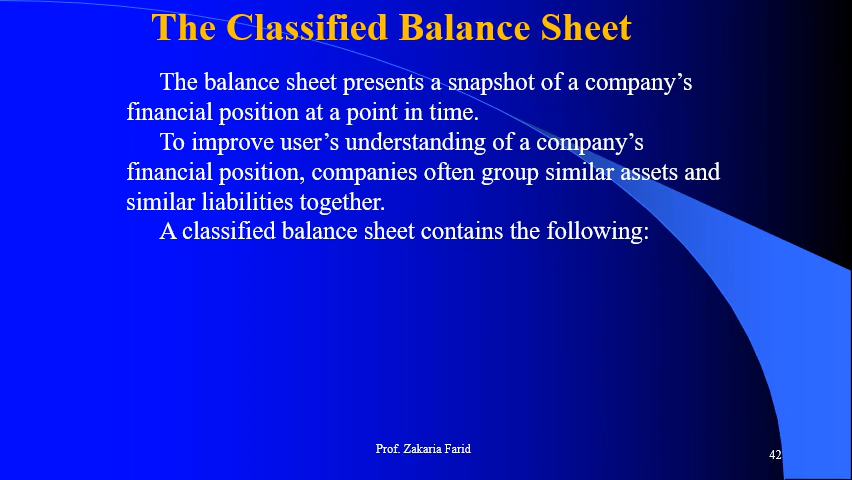 The Classified Balance Sheet
The balance sheet presents a snapshot of a company’s
financial position at a point in time.
To improve user’s understanding of a company’s
financial position, companies often group similar assets and
similar liabilities together.
A classified balance sheet contains the following:
Prof. Zakaria Farid
42